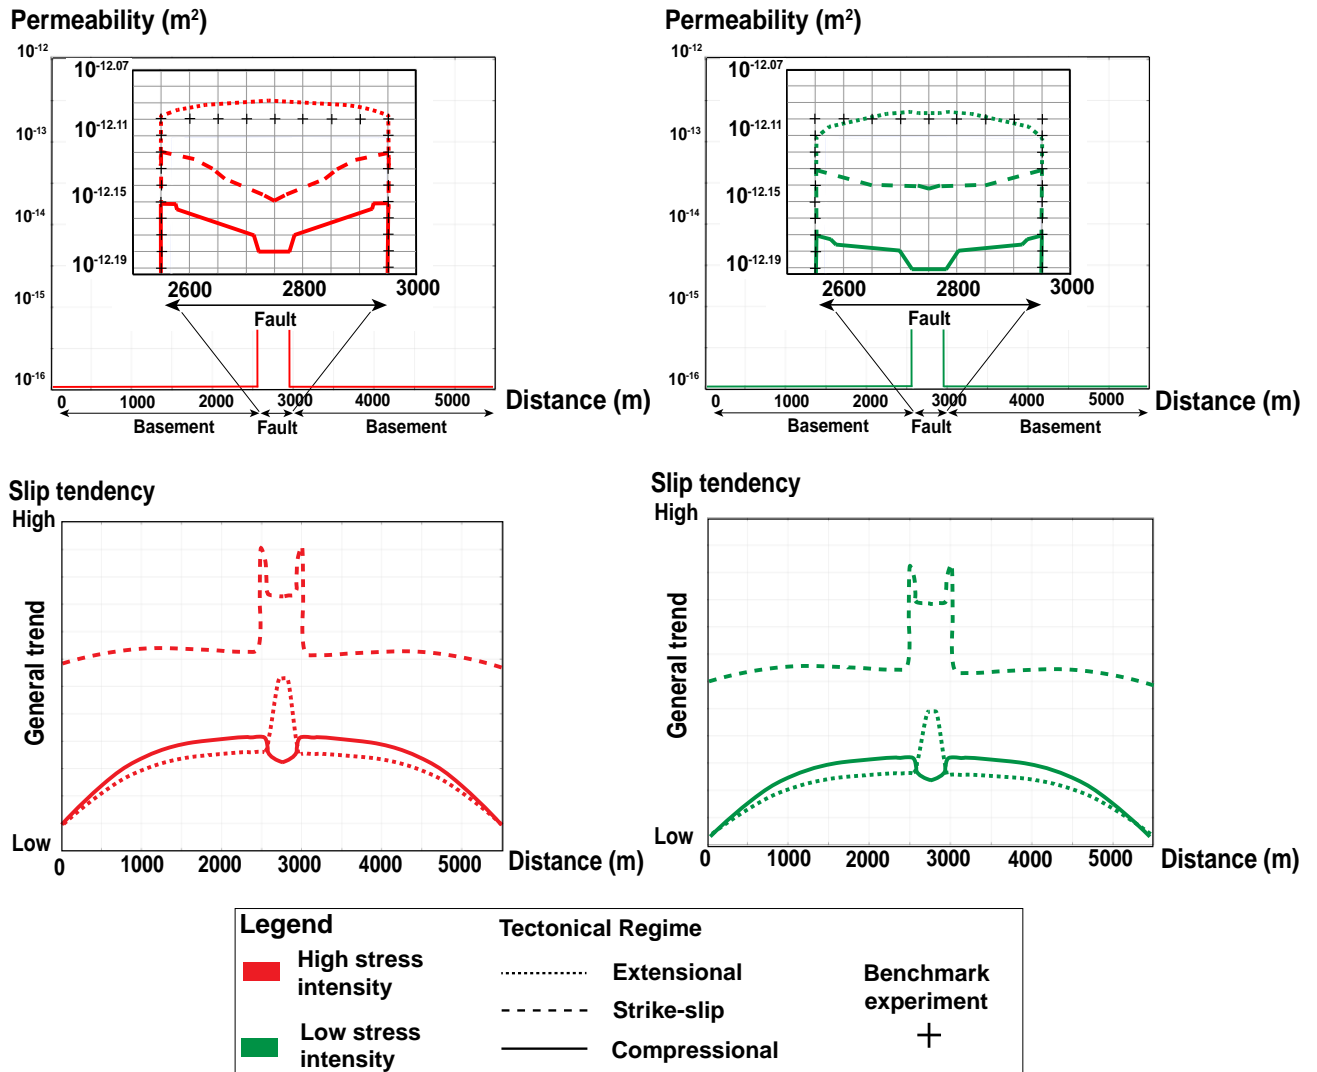 Permeability (m²)
10⁻¹²
10⁻¹³
10⁻¹⁴
10⁻¹⁵
10⁻¹⁶
10⁻¹²·⁰⁷
10⁻¹²·¹¹
10⁻¹²·¹⁵
10⁻¹²·¹⁹
2600 2800 3000
Fault
0 1000 2000 3000 4000 5000 Distance (m)
Basement Fault Basement
Permeability (m²)
10⁻¹²
10⁻¹³
10⁻¹⁴
10⁻¹⁵
10⁻¹⁶
10⁻¹²·⁰⁷
10⁻¹²·¹¹
10⁻¹²·¹⁵
10⁻¹²·¹⁹
2600 2800 3000
Fault
0 1000 2000 3000 4000 5000 Distance (m)
Basement Fault Basement
Slip tendency
High
General trend
Low
0 1000 2000 3000 4000 5000 Distance (m)
Slip tendency
High
General trend
Low
0 1000 2000 3000 4000 5000 Distance (m)
Legend
High stress
intensity
Low stress
intensity
Tectonical Regime
Extensional
Strike-slip
Compressional
Benchmark
experiment